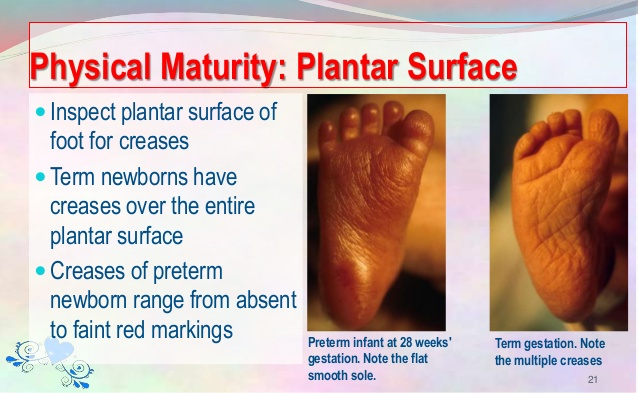 Physical Maturity: Plantar Surface
• Inspect plantar surface of
foot for creases
• Term newborns have
creases over the entire
plantar surface
• Creases of preterm
newborn range from absent
to faint red markings
Preterm infant at 28 weeks'
gestation. Note the flat
smooth sole.
Term gestation. Note
the multiple creases
21